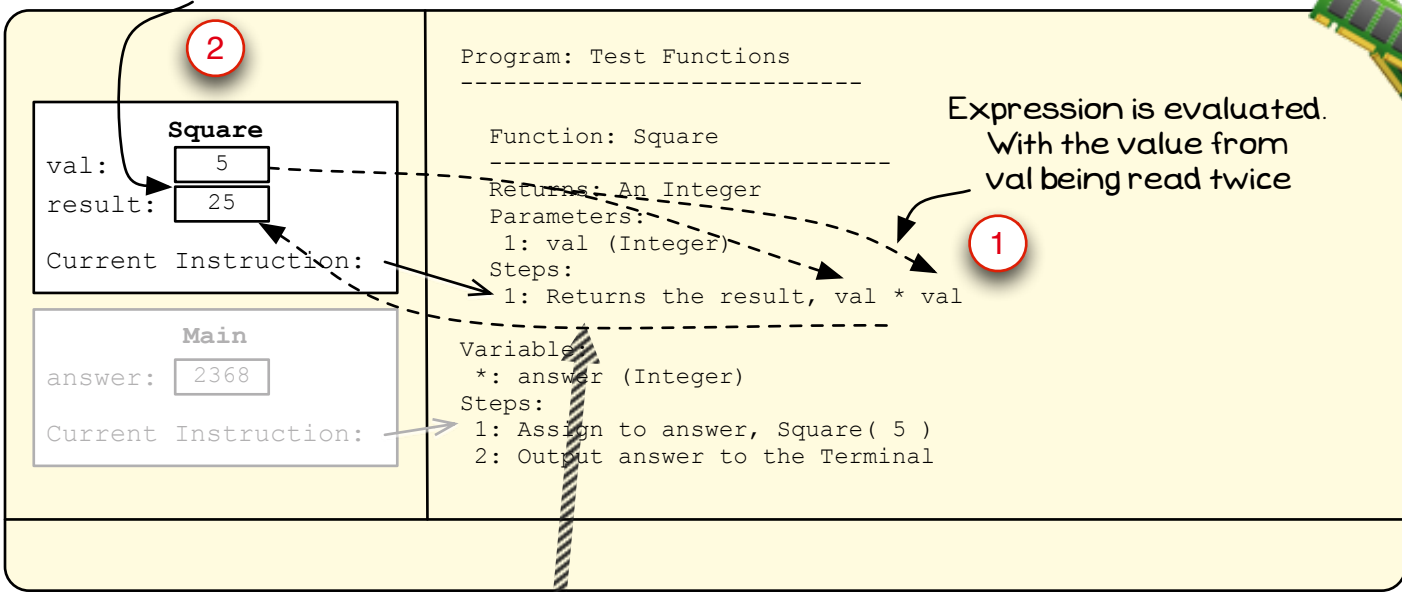 2
Square
val: 5
result: 25
Current Instruction:
Main
answer: 2368
Current Instruction:
Program: Test Functions
----------------------------
Function: Square
----------------------------
Returns: An Integer
Parameters:
1: val (Integer)
Steps:
1: Returns the result, val * val
Variable:
*: answer (Integer)
Steps:
1: Assign to answer, Square( 5 )
2: Output answer to the Terminal
Expression is evaluated.
With the value from
val being read twice
1